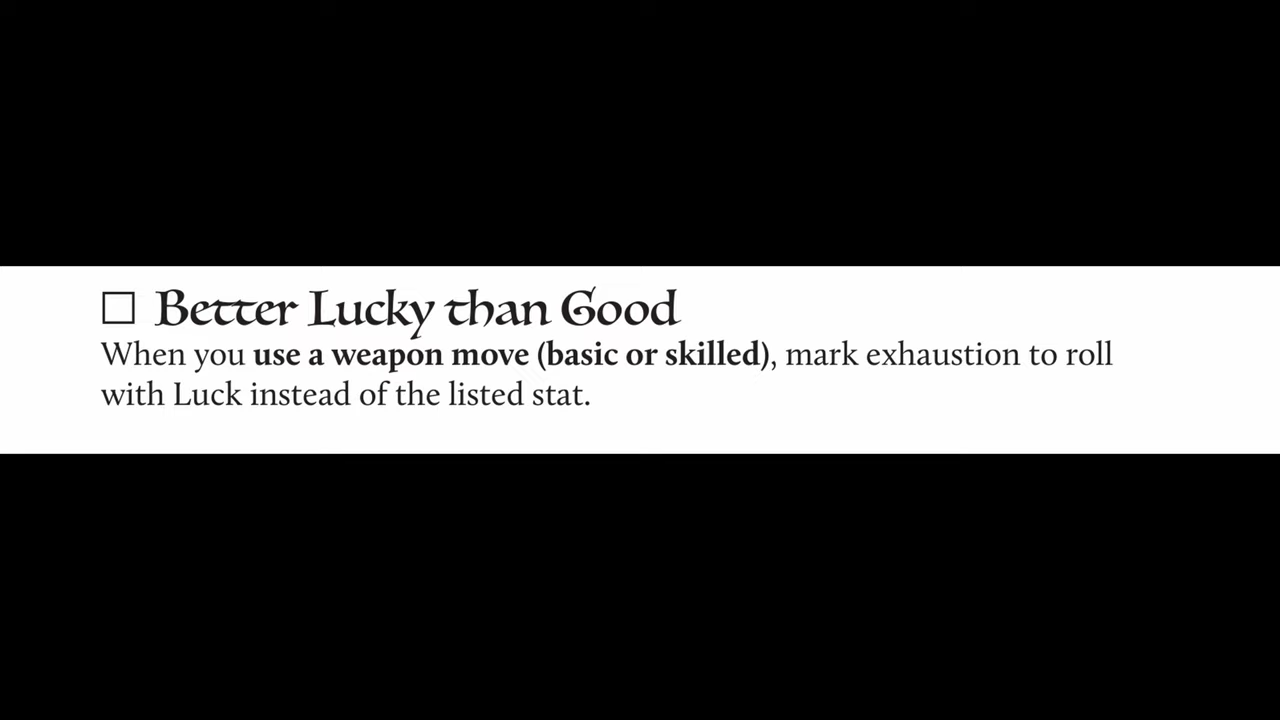 Better Lucky than Good
When you use a weapon move (basic or skilled), mark exhaustion to roll
with Luck instead of the listed stat.